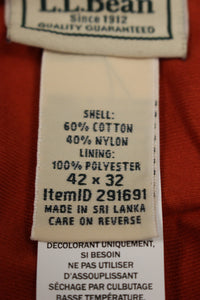 L.L.Bean
Since 1912
QUALITY GUARANTEED
SHELL:
60% COTTON
40% NYLON
LINING:
100% POLYESTER
42 x 32
ItemID 291691
MADE IN SRI LANKA
CARE ON REVERSE
DÉCOLORANT UNIQUEMENT,
SI BESOIN
NE PAS UTILISER
D'ASSOUPLISSANT
SÉCHAGE PAR CULBUTAGE
BASSE TEMPÉRATURE